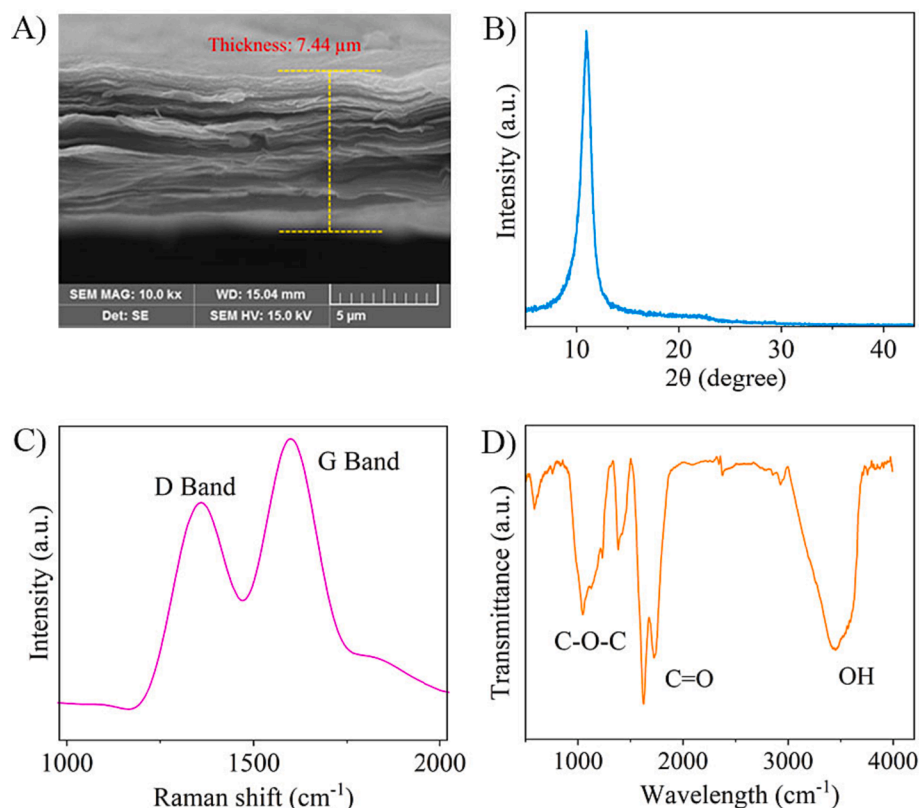 A)
Thickness: 7.44 µm
SEM MAG: 10.0 kx
WD: 15.04 mm
Det: SE
SEM HV: 15.0 kV
5 µm
B)
Intensity (a.u.)
10
20
30
40
2θ (degree)
C)
D Band
G Band
Intensity (a.u.)
1000
1500
2000
Raman shift (cm⁻¹)
D)
Transmittance (a.u.)
C-O-C
C=O
OH
1000
2000
3000
4000
Wavelength (cm⁻¹)